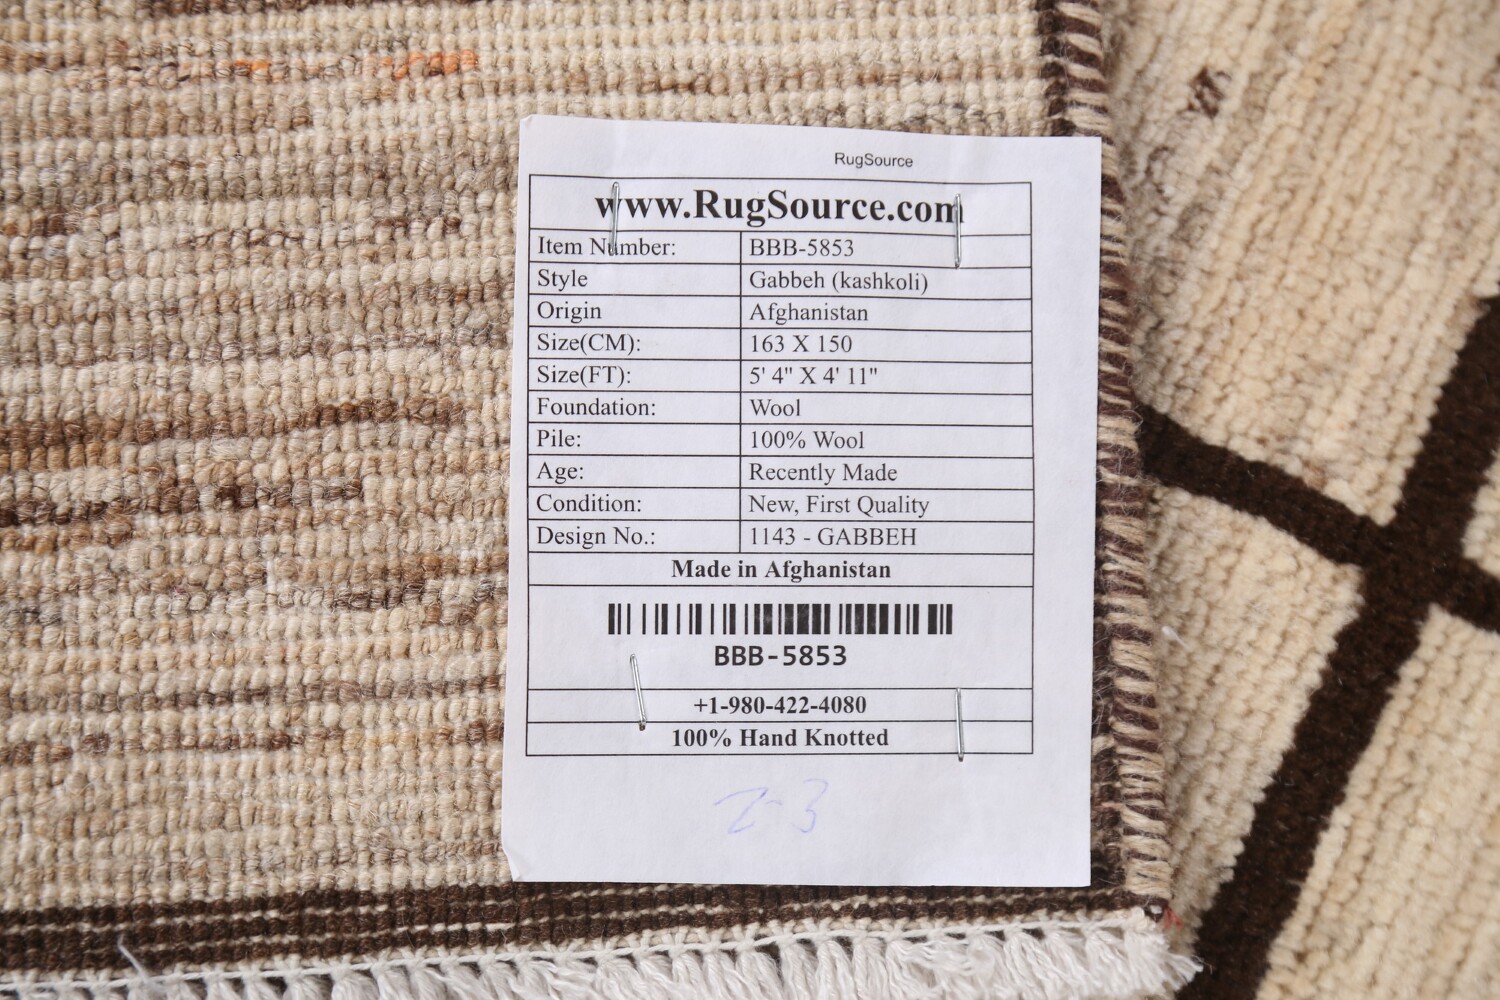 RugSource
www.RugSource.com
Item Number: BBB-5853
Style Gabbeh (kashkoli)
Origin Afghanistan
Size(CM): 163 X 150
Size(FT): 5' 4" X 4' 11"
Foundation: Wool
Pile: 100% Wool
Age: Recently Made
Condition: New, First Quality
Design No.: 1143 - GABBEH
Made in Afghanistan
BBB-5853
+1-980-422-4080
100% Hand Knotted